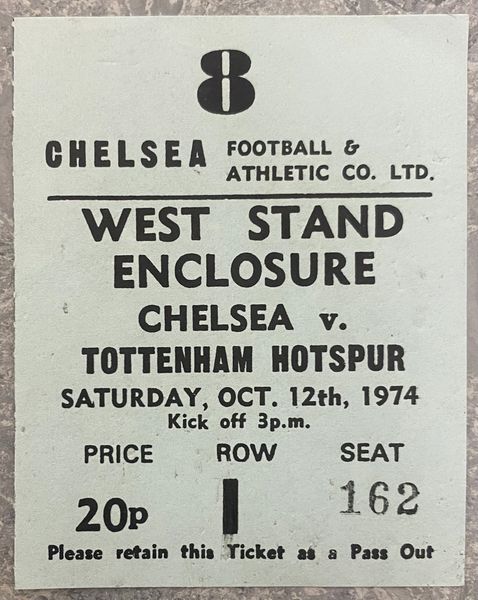 8
CHELSEA FOOTBALL &
ATHLETIC CO. LTD.
WEST STAND
ENCLOSURE
CHELSEA v.
TOTTENHAM HOTSPUR
SATURDAY, OCT. 12th, 1974
Kick off 3p.m.
PRICE ROW SEAT
20p I 162
Please retain this Ticket as a Pass Out